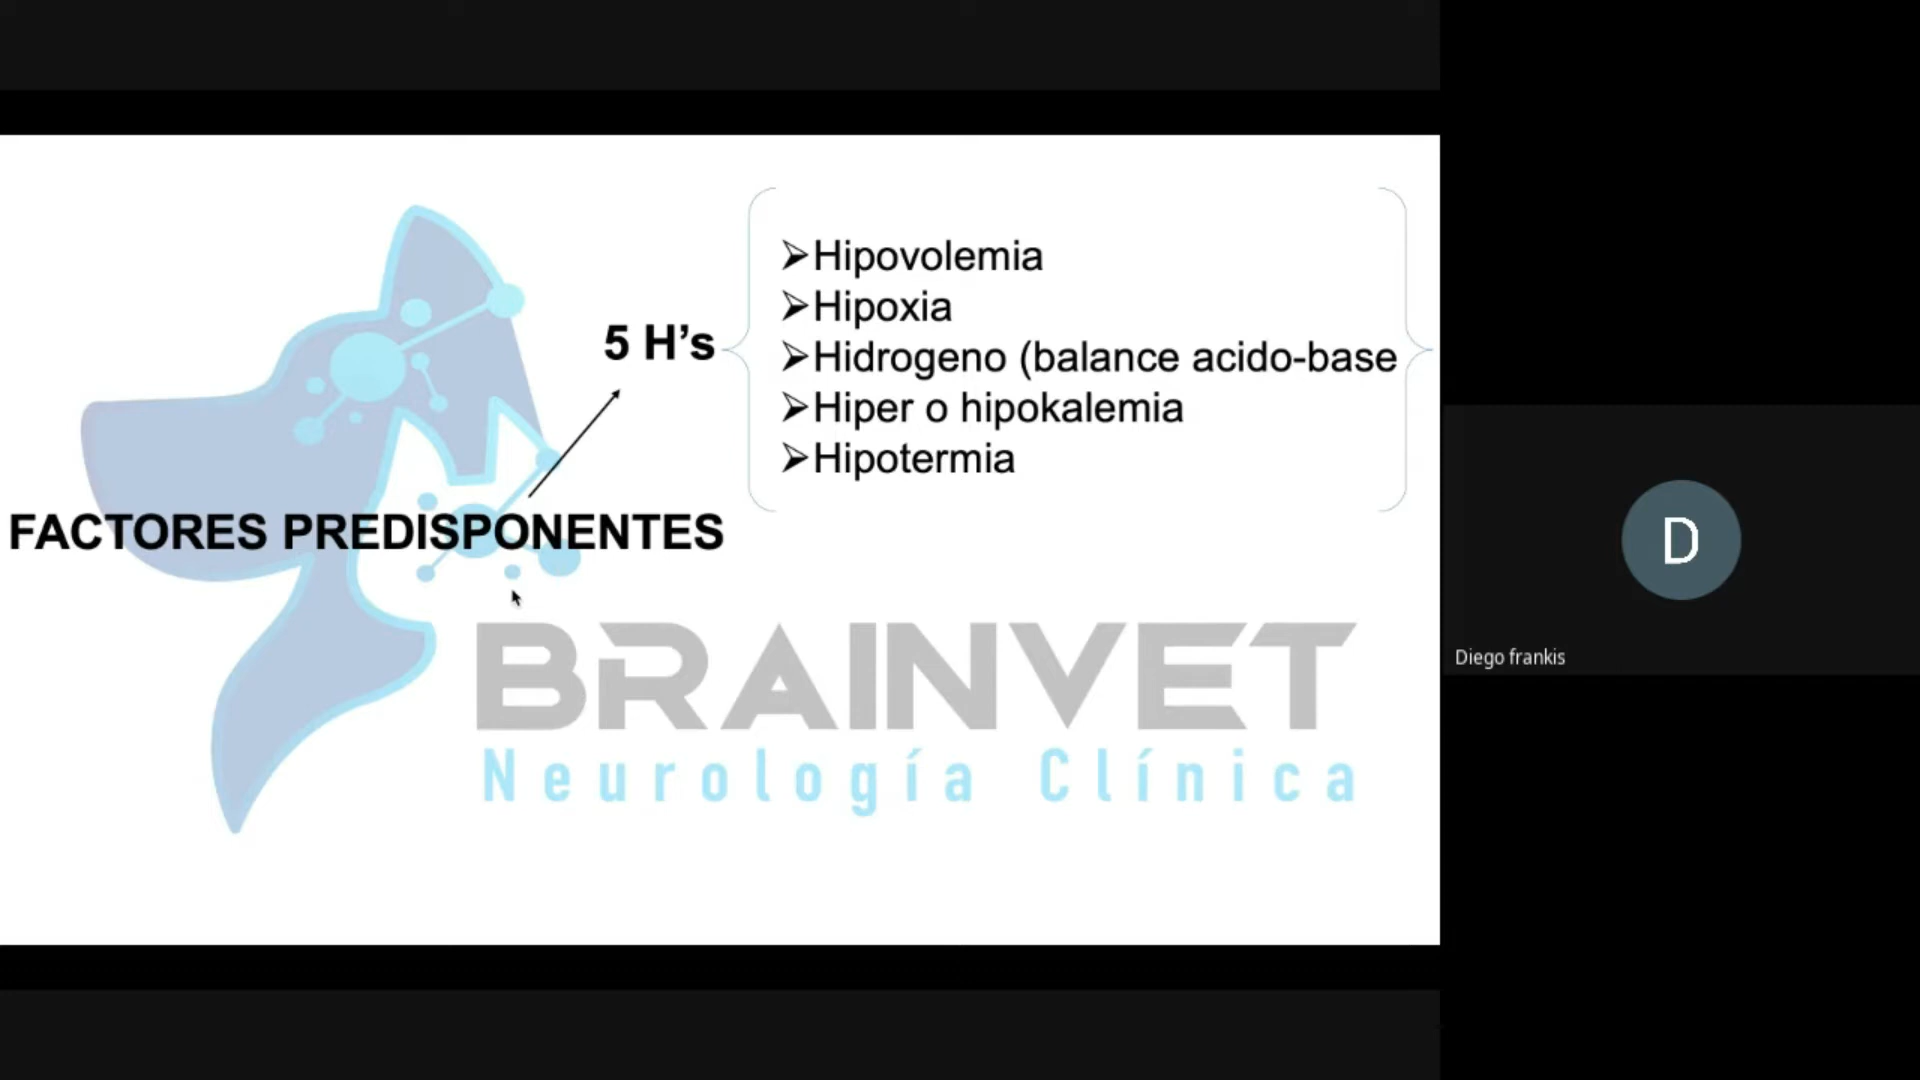 5 H’s
➢Hipovolemia
➢Hipoxia
➢Hidrogeno (balance acido-base
➢Hiper o hipokalemia
➢Hipotermia
FACTORES PREDISPONENTES
BRAINVET
Neurología Clínica
D
Diego frankis